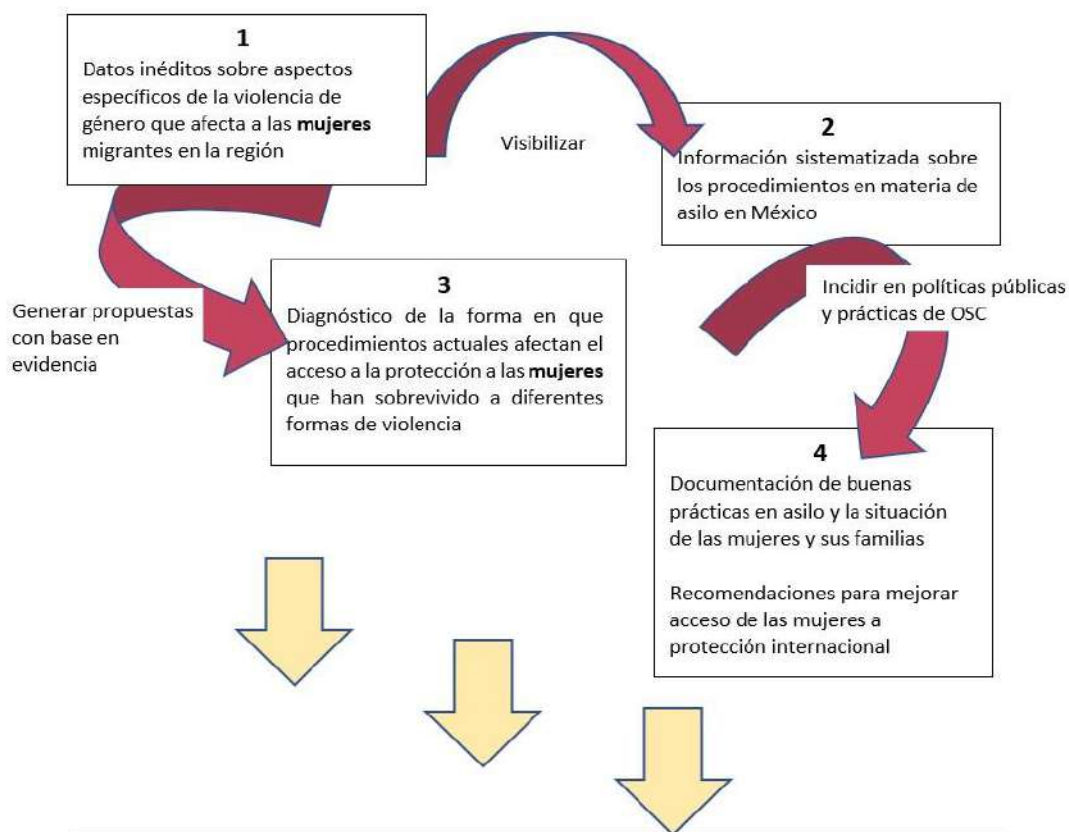 1
Datos inéditos sobre aspectos
específicos de la violencia de
género que afecta a las mujeres
migrantes en la región
Visibilizar
2
Información sistematizada sobre
los procedimientos en materia de
asilo en México
Generar propuestas
con base en
evidencia
3
Diagnóstico de la forma en que
procedimientos actuales afectan el
acceso a la protección a las mujeres
que han sobrevivido a diferentes
formas de violencia
Incidir en políticas públicas
y prácticas de OSC
4
Documentación de buenas
prácticas en asilo y la situación
de las mujeres y sus familias
Recomendaciones para mejorar
acceso de las mujeres a
protección internacional